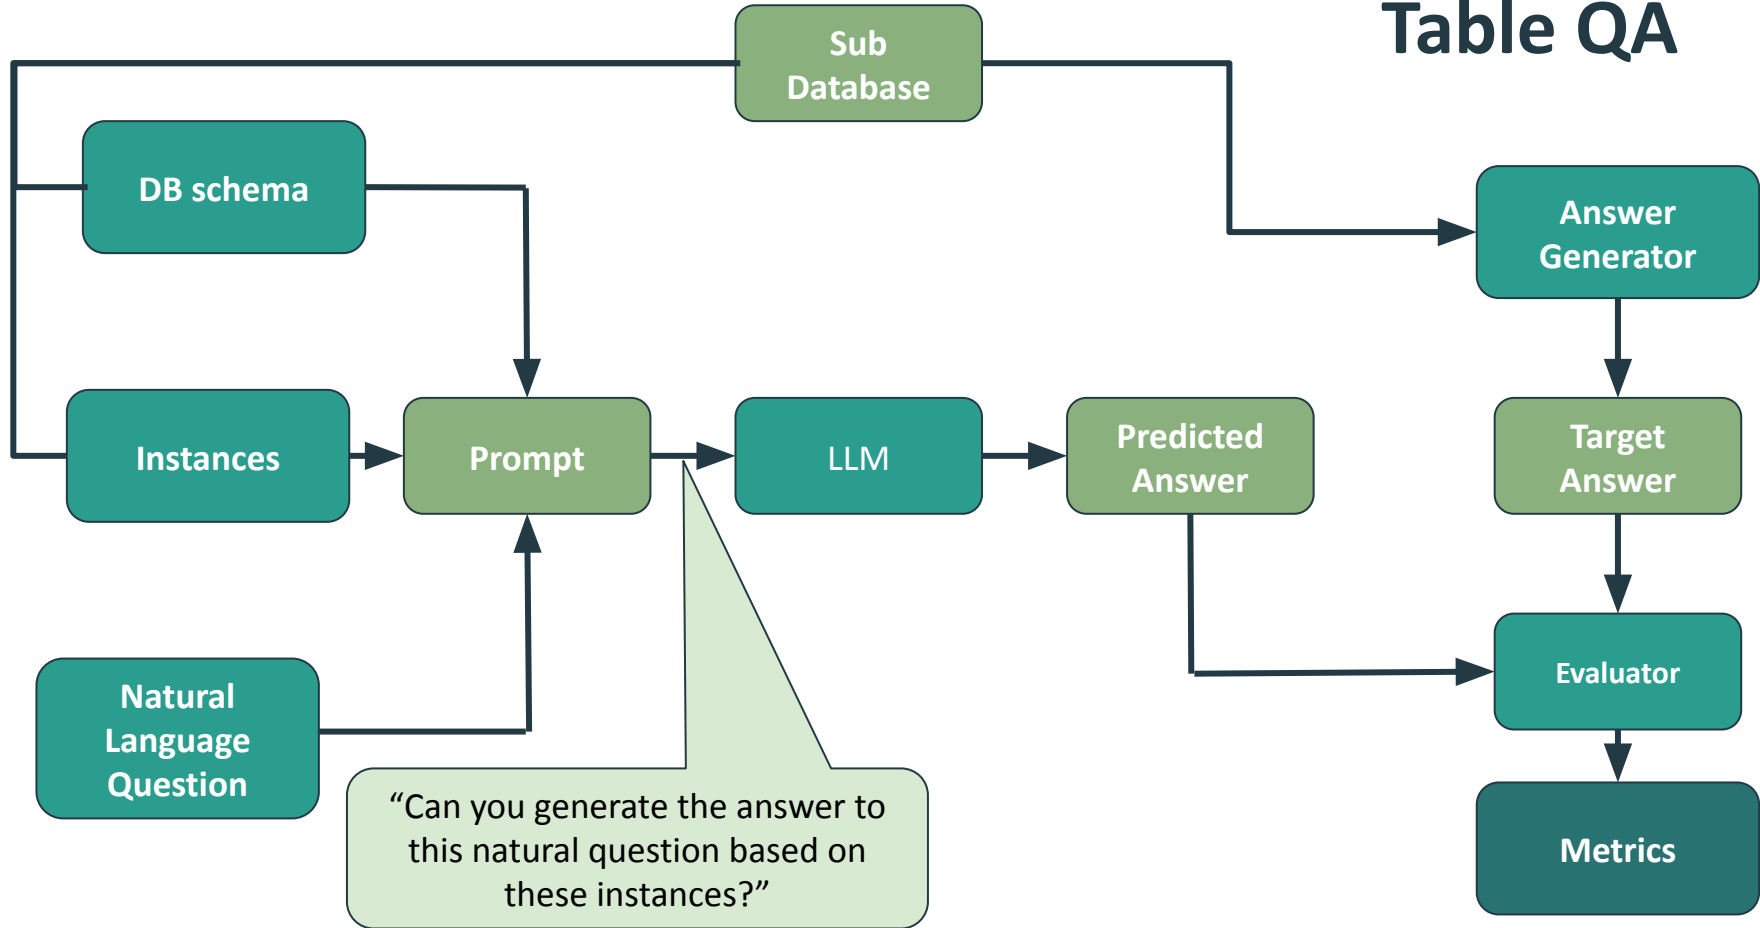 Table QA
Sub
Database
DB schema
Answer
Generator
Instances
Prompt
LLM
Predicted
Answer
Target
Answer
Natural
Language
Question
Evaluator
“Can you generate the answer to
this natural question based on
these instances?”
Metrics